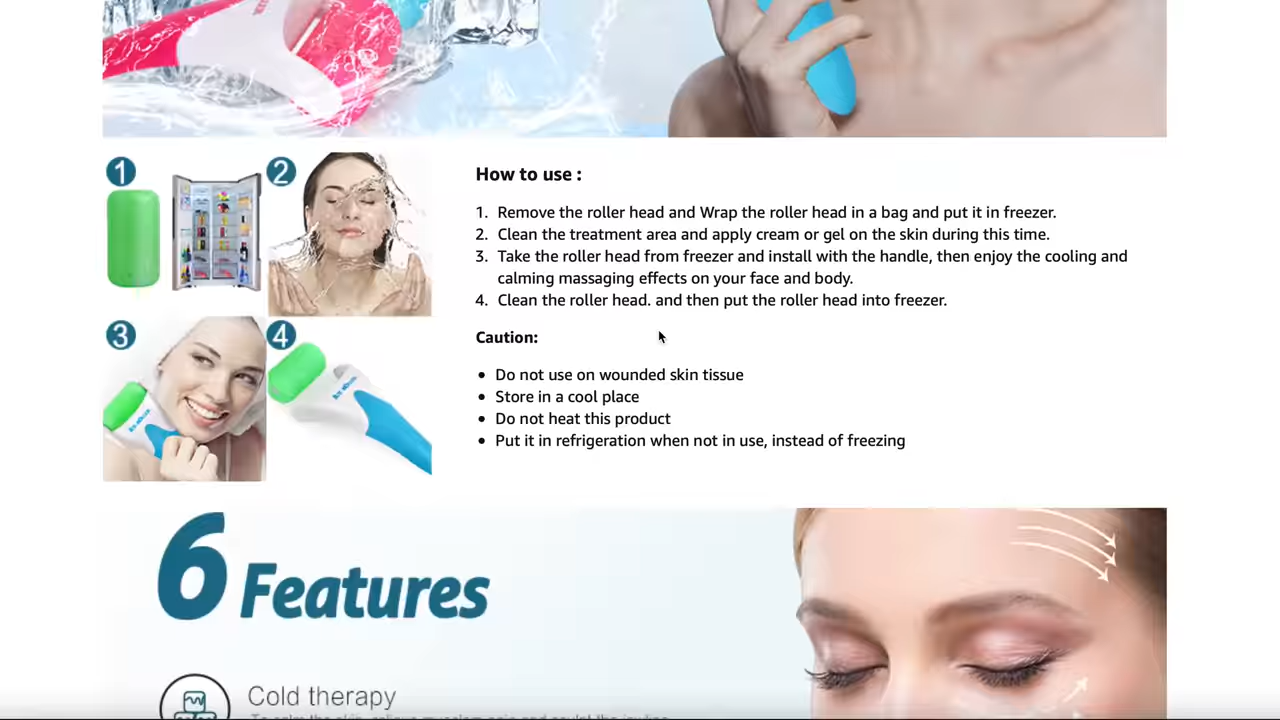 1
2
3
4
How to use :
1. Remove the roller head and Wrap the roller head in a bag and put it in freezer.
2. Clean the treatment area and apply cream or gel on the skin during this time.
3. Take the roller head from freezer and install with the handle, then enjoy the cooling and
calming massaging effects on your face and body.
4. Clean the roller head. and then put the roller head into freezer.
Caution:
• Do not use on wounded skin tissue
• Store in a cool place
• Do not heat this product
• Put it in refrigeration when not in use, instead of freezing
6 Features
Cold therapy